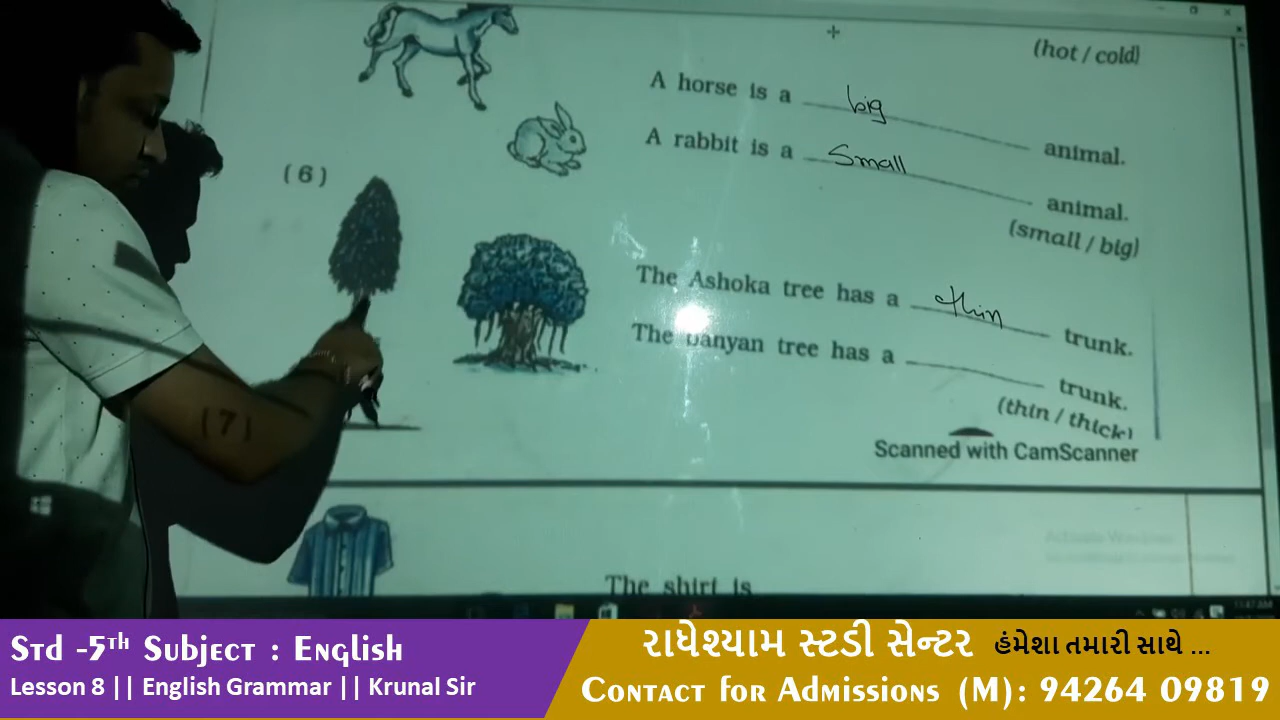 (hot / cold)
A horse is a big animal.
A rabbit is a small animal.
(small / big)
(6)
The Ashoka tree has a thin trunk.
The banyan tree has a trunk.
(thin / thick)
(7)
Scanned with CamScanner
The shirt is
Std -5th Subject : English
Lesson 8 || English Grammar || Krunal Sir
રાધેશ્યામ સ્ટડી સેન્ટર હંમેશા તમારી સાથે ...
Contact for Admissions (M): 94264 09819